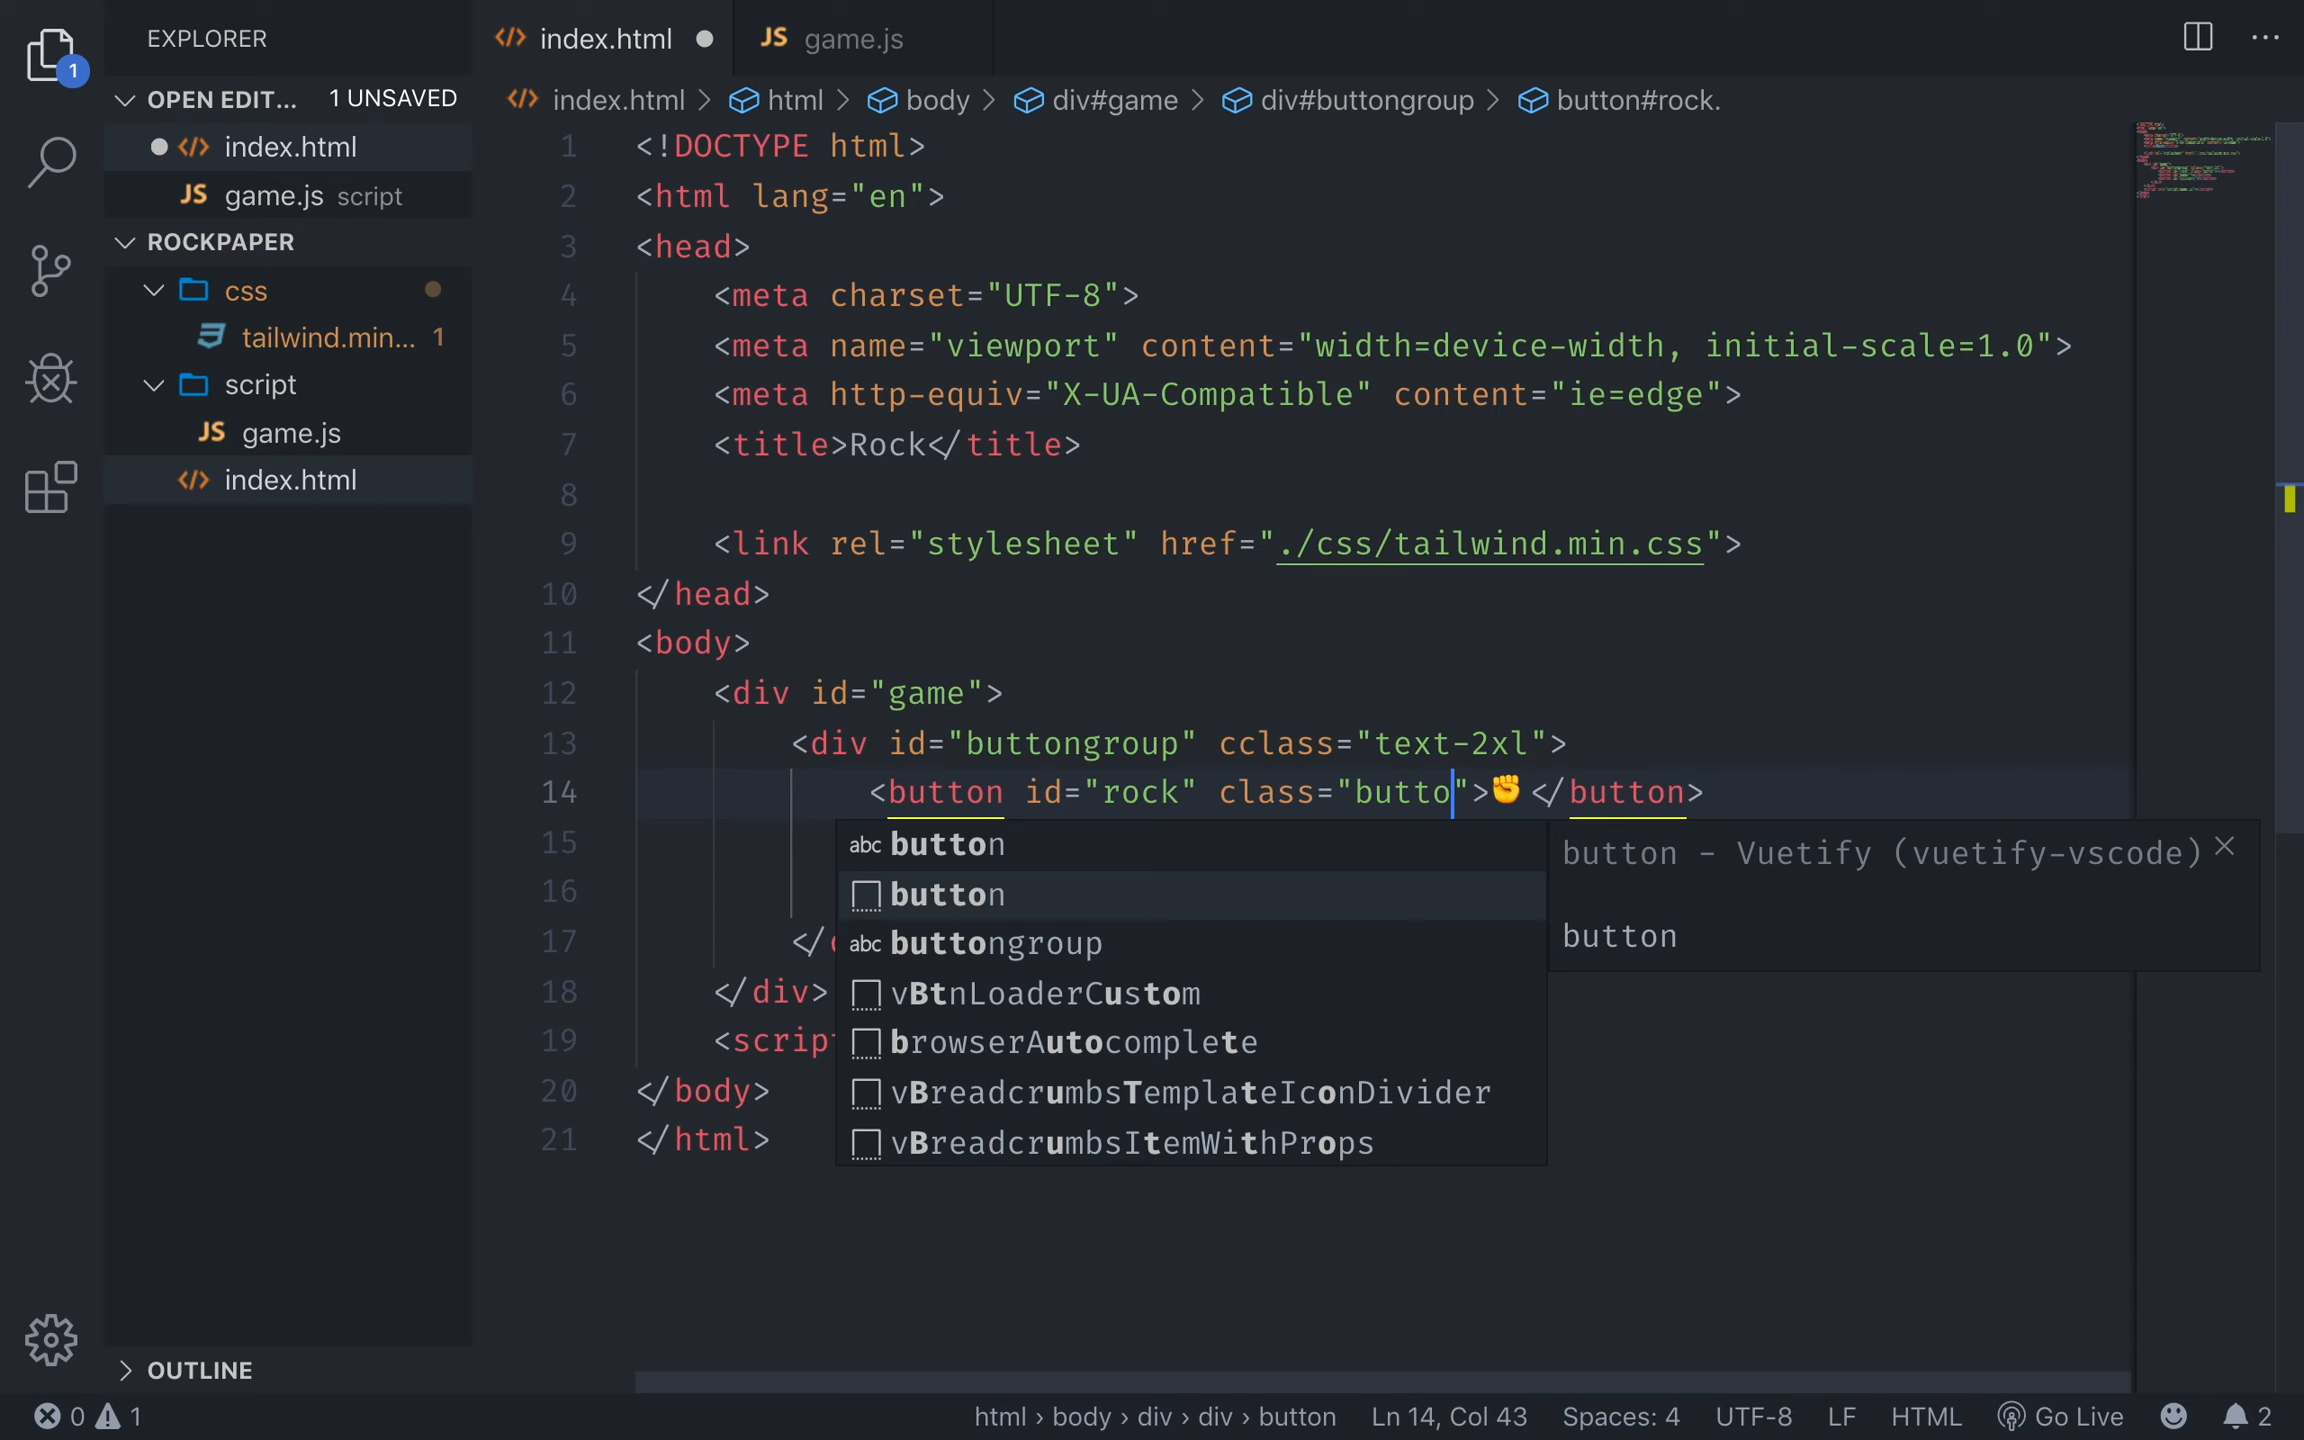 EXPLORER
1
OPEN EDIT... 1 UNSAVED
index.html
JS game.js script
ROCKPAPER
css
tailwind.min... 1
script
JS game.js
index.html
OUTLINE
index.html
JS game.js
index.html > html > body > div#game > div#buttongroup > button#rock.
1 <!DOCTYPE html>
2 <html lang="en">
3 <head>
4 <meta charset="UTF-8">
5 <meta name="viewport" content="width=device-width, initial-scale=1.0">
6 <meta http-equiv="X-UA-Compatible" content="ie=edge">
7 <title>Rock</title>
8
9 <link rel="stylesheet" href="./css/tailwind.min.css">
10 </head>
11 <body>
12 <div id="game">
13 <div id="buttongroup" cclass="text-2xl">
14 <button id="rock" class="butto">✊</button>
15
16
17 </
18 </div>
19 <script
20 </body>
21 </html>
abc button
button
abc buttongroup
vBtnLoaderCustom
browserAutocomplete
vBreadcrumbsTemplateIconDivider
vBreadcrumbsItemWithProps
button – Vuetify (vuetify-vscode)
button
0 1
html › body › div › div › button
Ln 14, Col 43
Spaces: 4
UTF-8
LF
HTML
Go Live
2